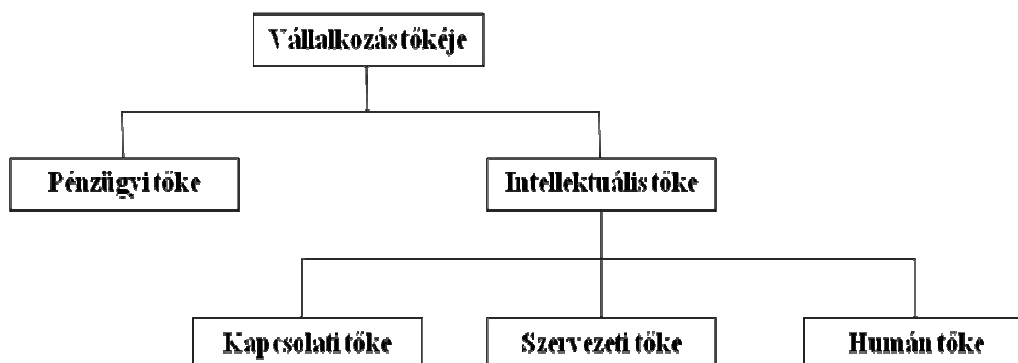 Vállalkozás tőkéje
Pénzügyi tőke
Intellektuális tőke
Kapcsolati tőke
Szervezeti tőke
Humán tőke